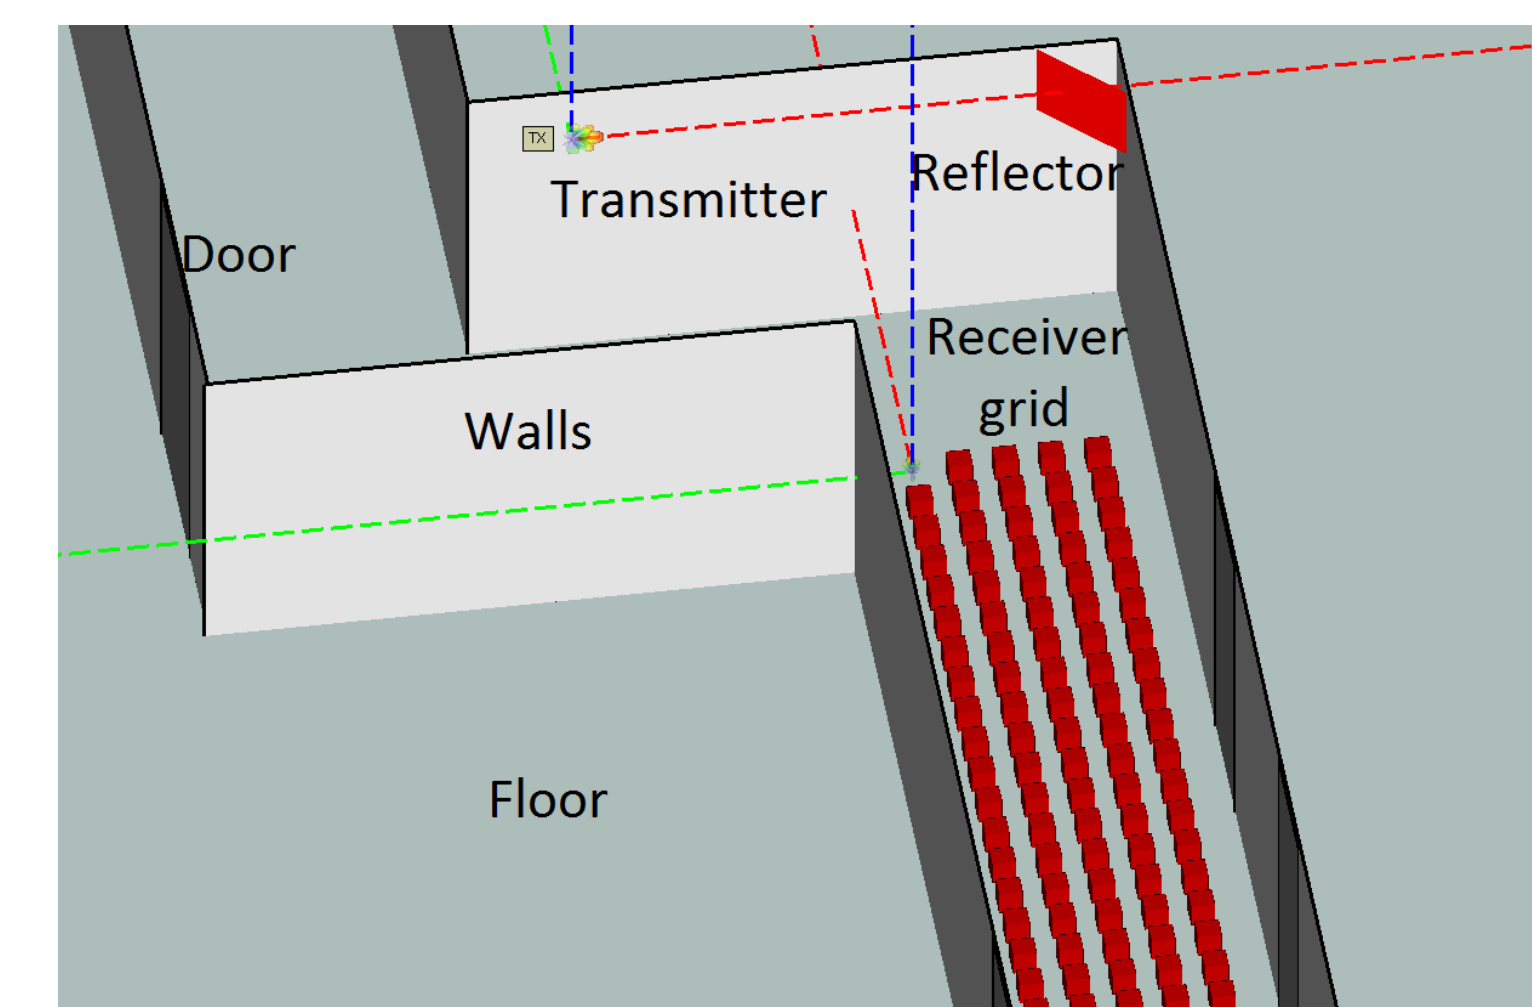 TX
Transmitter
Reflector
Door
Receiver
grid
Walls
Floor